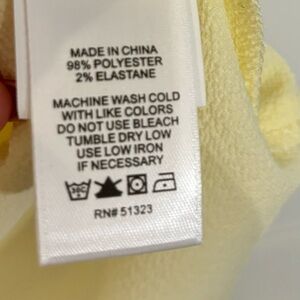 MADE IN CHINA
98% POLYESTER
2% ELASTANE
MACHINE WASH COLD
WITH LIKE COLORS
DO NOT USE BLEACH
TUMBLE DRY LOW
USE LOW IRON
IF NECESSARY
RN# 51323